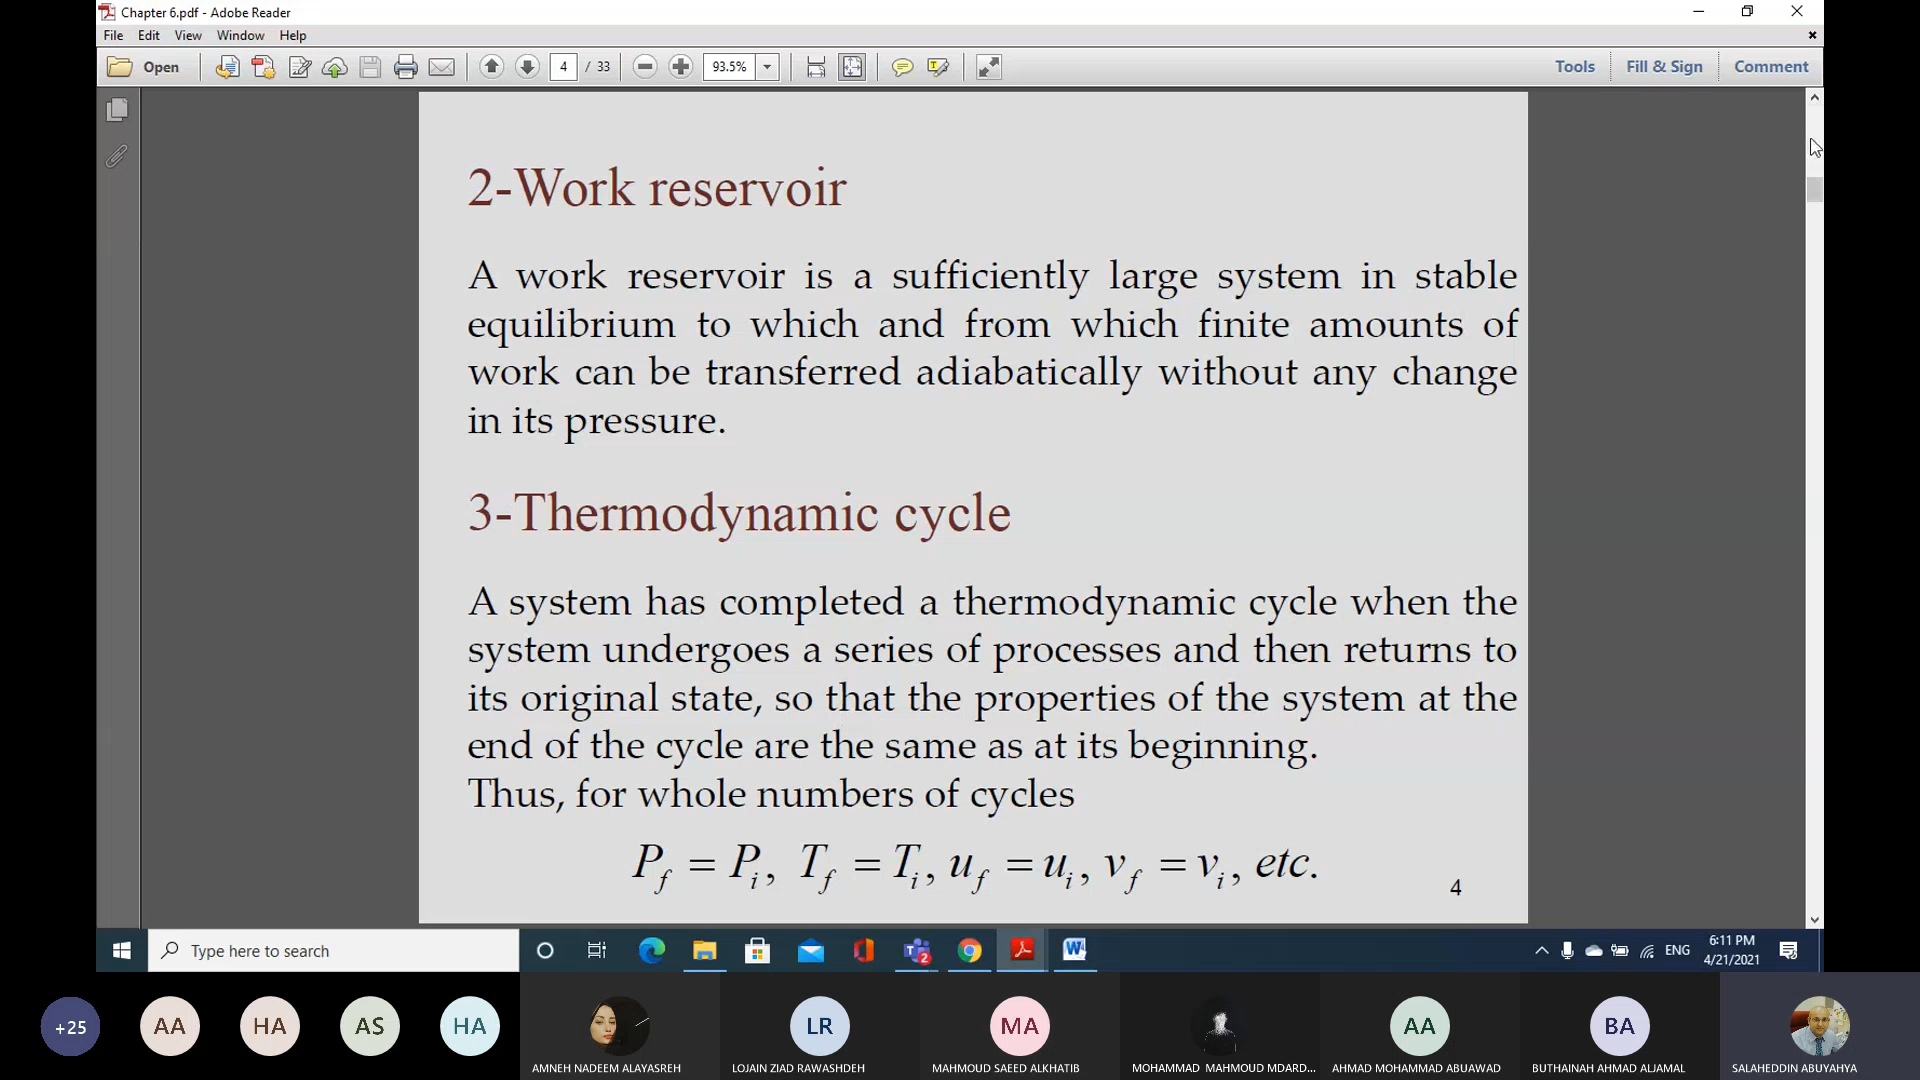 Chapter 6.pdf - Adobe Reader
File Edit View Window Help
Open 4 / 33 93.5% Tools Fill & Sign Comment
2-Work reservoir
A work reservoir is a sufficiently large system in stable
equilibrium to which and from which finite amounts of
work can be transferred adiabatically without any change
in its pressure.
3-Thermodynamic cycle
A system has completed a thermodynamic cycle when the
system undergoes a series of processes and then returns to
its original state, so that the properties of the system at the
end of the cycle are the same as at its beginning.
Thus, for whole numbers of cycles
P_f = P_i, T_f = T_i, u_f = u_i, v_f = v_i, etc.
4
Type here to search
2
ENG
6:11 PM
4/21/2021
+25 AA HA AS HA LR MA AA BA
AMNEH NADEEM ALAYASREH LOJAIN ZIAD RAWASHDEH MAHMOUD SAEED ALKHATIB MOHAMMAD MAHMOUD MDARD... AHMAD MOHAMMAD ABUAWAD BUTHAINAH AHMAD ALJAMAL SALAHEDDIN ABUYAHYA